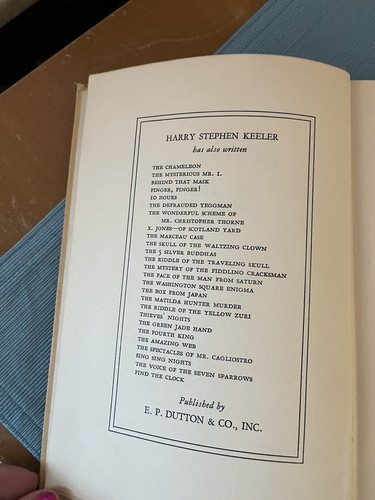 HARRY STEPHEN KEELER
has also written
THE CHAMELEON
THE MYSTERIOUS MR. I.
BEHIND THAT MASK
FINGER, FINGER!
10 HOURS
THE DEFRAUDED YEGGMAN
THE WONDERFUL SCHEME OF
MR. CHRISTOPHER THORNE
X. JONES—OF SCOTLAND YARD
THE MARCEAU CASE
THE SKULL OF THE WALTZING CLOWN
THE 5 SILVER BUDDHAS
THE RIDDLE OF THE TRAVELING SKULL
THE MYSTERY OF THE FIDDLING CRACKSMAN
THE FACE OF THE MAN FROM SATURN
THE WASHINGTON SQUARE ENIGMA
THE BOX FROM JAPAN
THE MATILDA HUNTER MURDER
THE RIDDLE OF THE YELLOW ZURI
THIEVES' NIGHTS
THE GREEN JADE HAND
THE FOURTH KING
THE AMAZING WEB
THE SPECTACLES OF MR. CAGLIOSTRO
SING SING NIGHTS
THE VOICE OF THE SEVEN SPARROWS
FIND THE CLOCK
Published by
E. P. DUTTON & CO., INC.